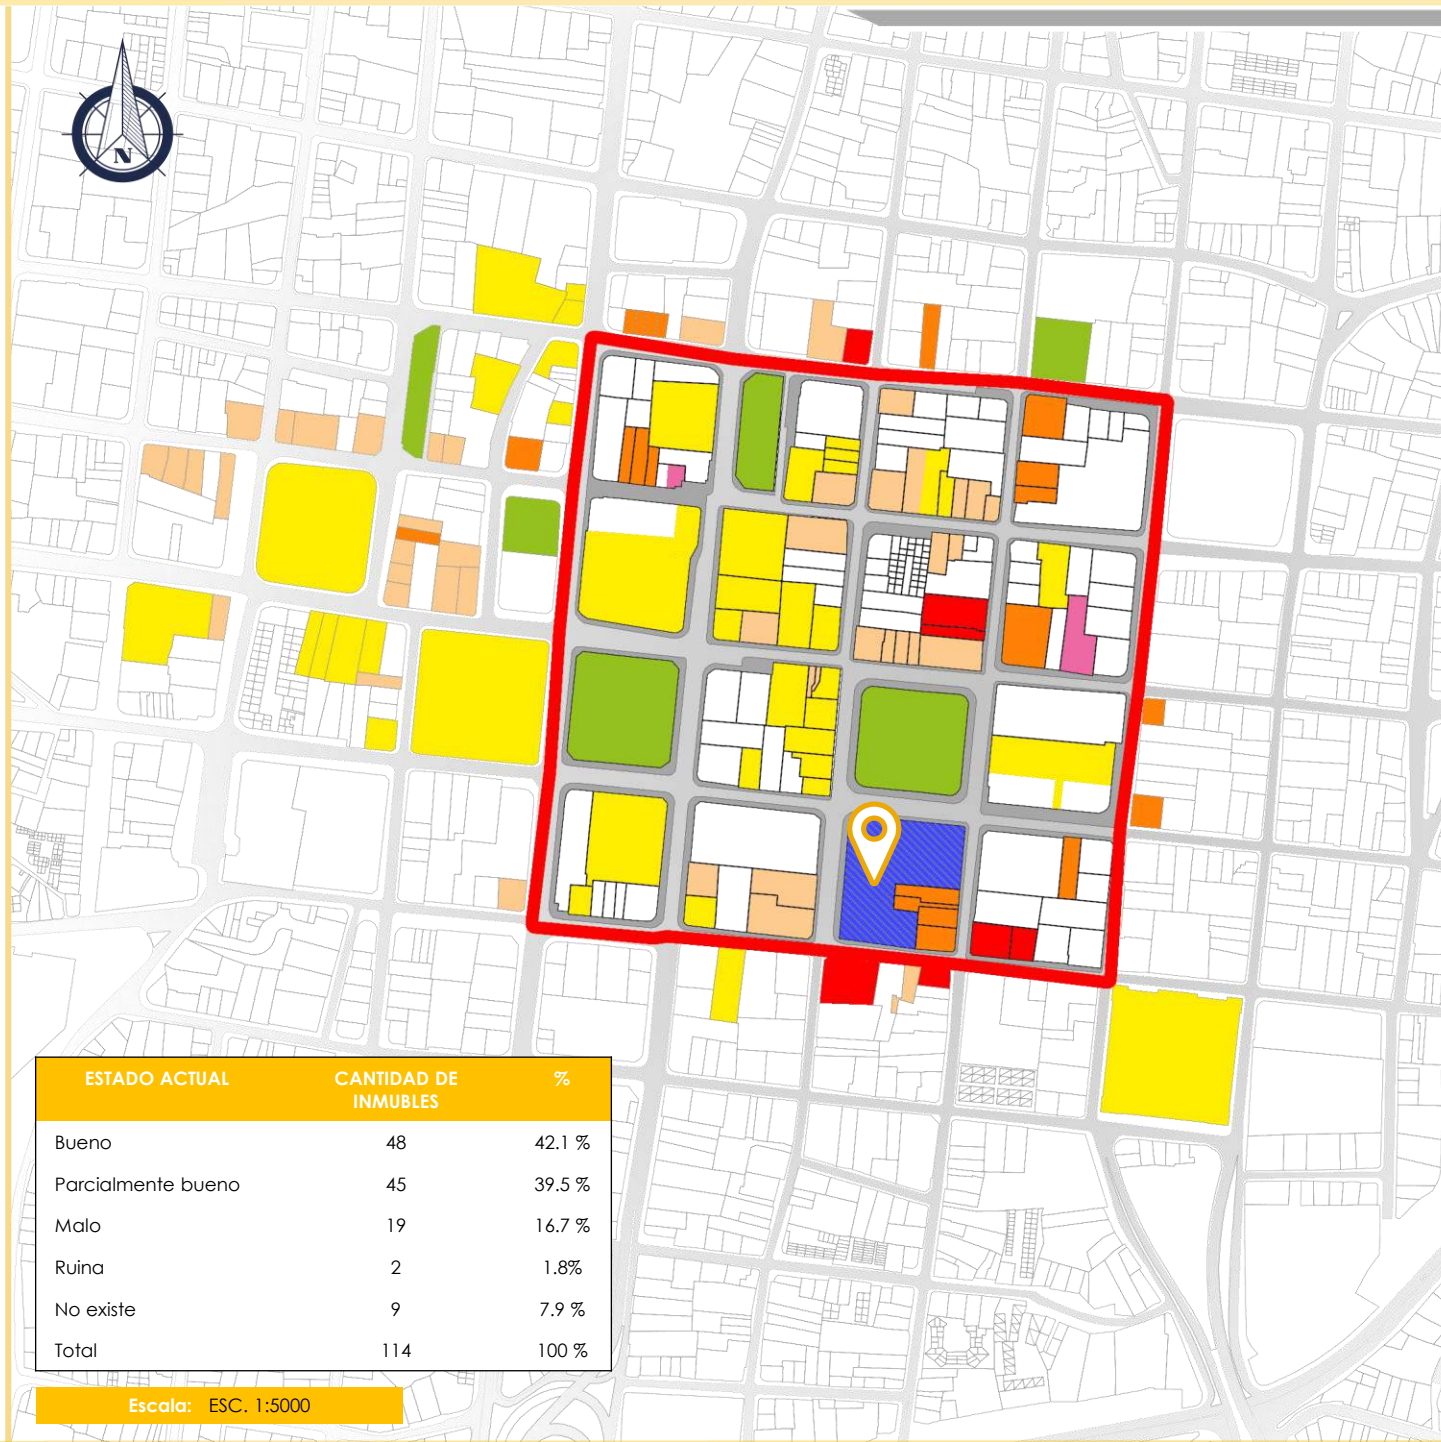 N
ESTADO ACTUAL CANTIDAD DE INMUBLES %
Bueno 48 42.1 %
Parcialmente bueno 45 39.5 %
Malo 19 16.7 %
Ruina 2 1.8%
No existe 9 7.9 %
Total 114 100 %
Escala: ESC. 1:5000